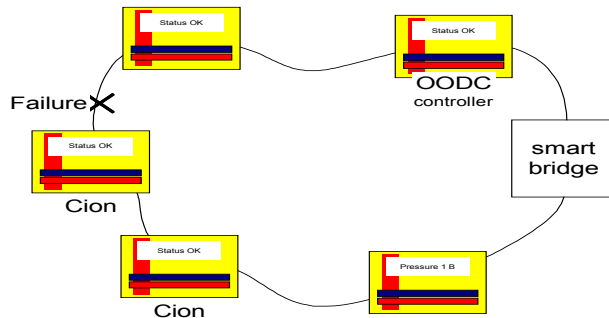 Status OK
Status OK
OODC
controller
Failure
Status OK
smart
bridge
Cion
Status OK
Pressure 1 B
Cion